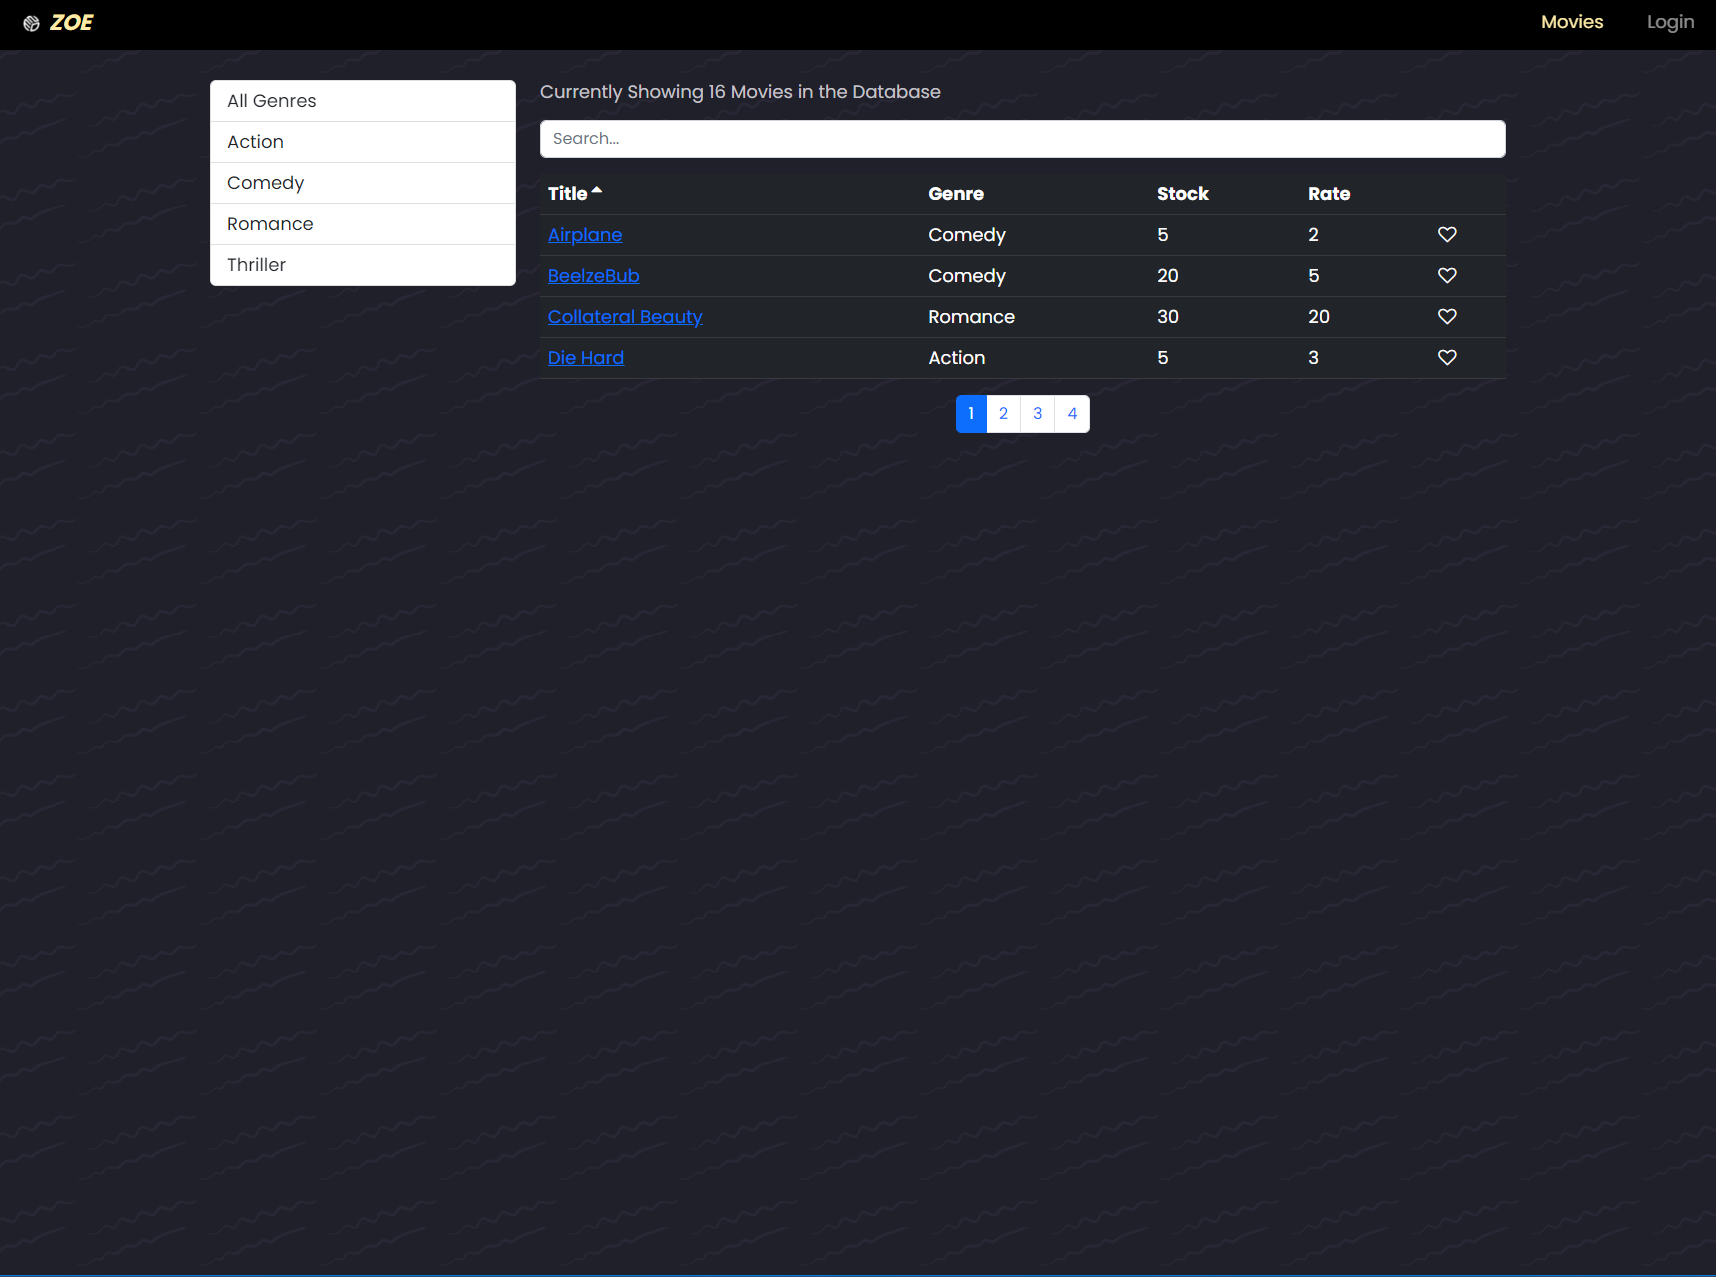 ZOE
Movies Login
All Genres
Action
Comedy
Romance
Thriller
Currently Showing 16 Movies in the Database
Search...
Title Genre Stock Rate
Airplane Comedy 5 2
BeelzeBub Comedy 20 5
Collateral Beauty Romance 30 20
Die Hard Action 5 3
1 2 3 4